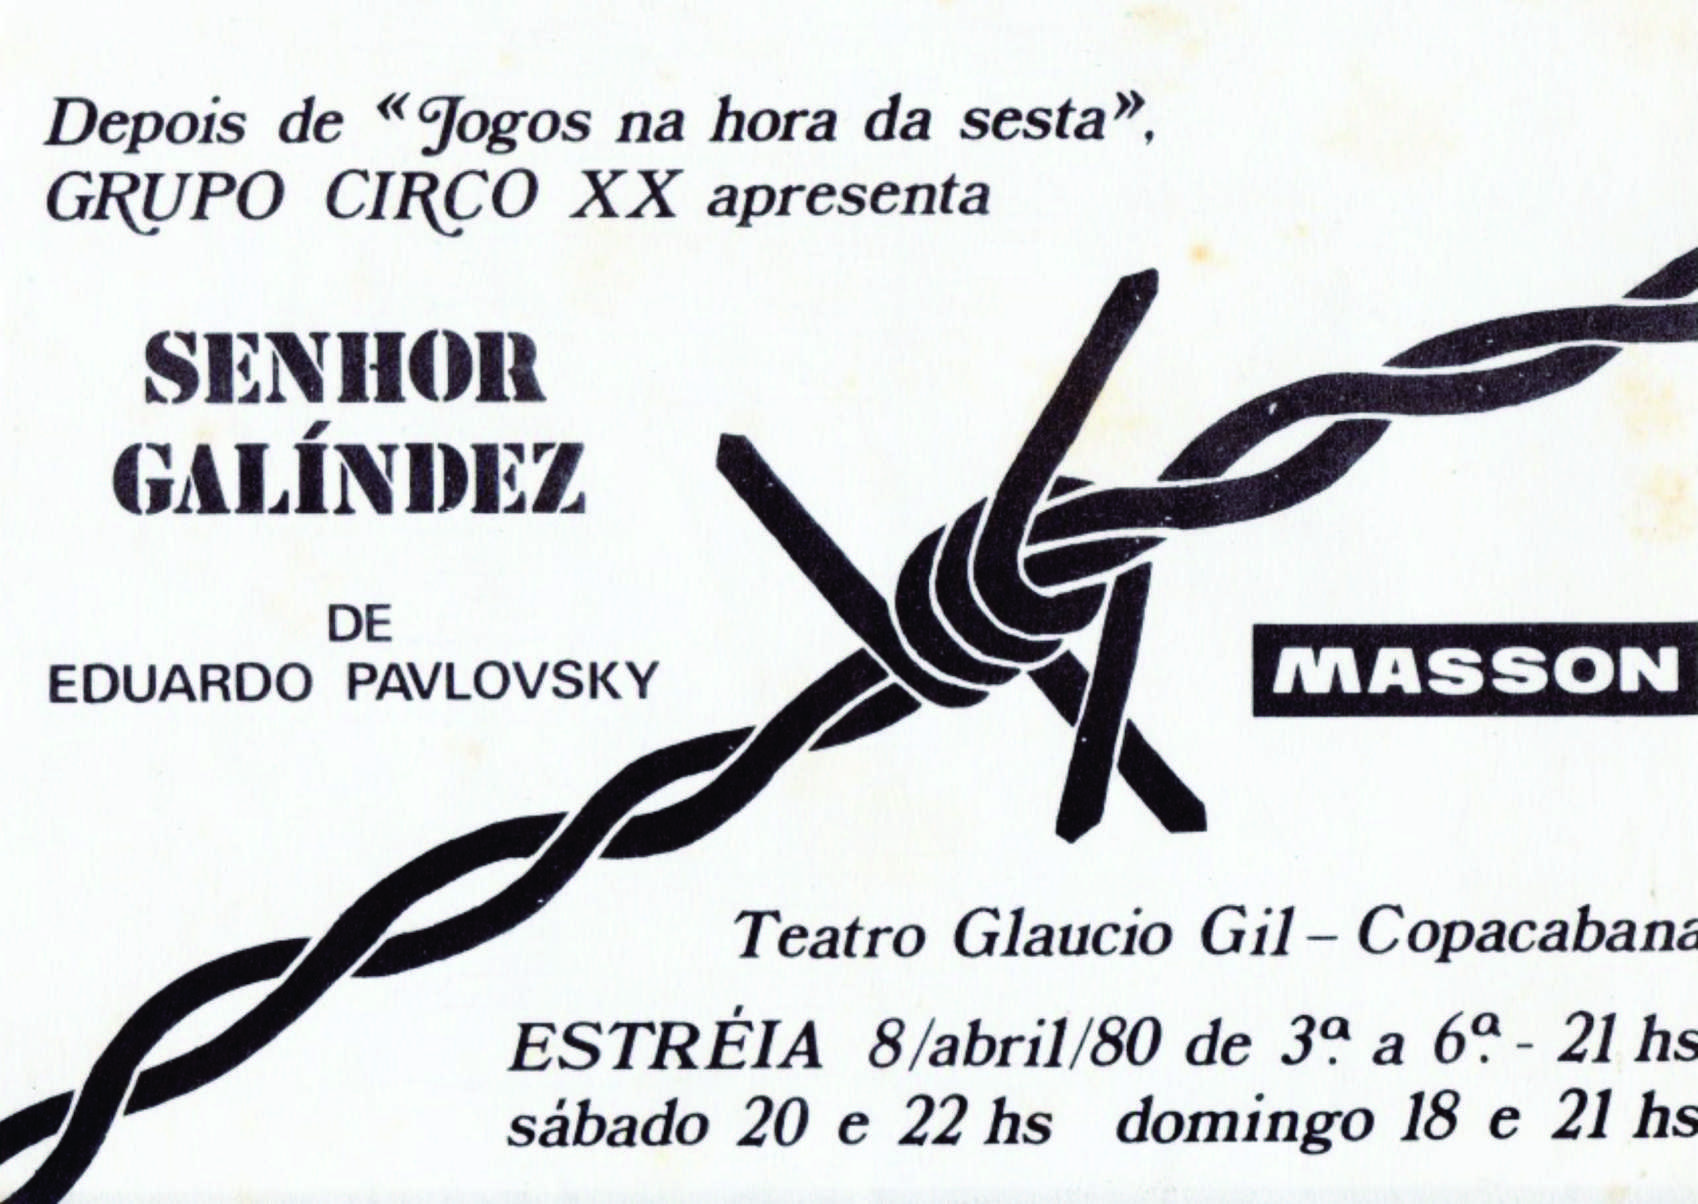 Depois de «Jogos na hora da sesta»,
GRUPO CIRCO XX apresenta
SENHOR
GALÍNDEZ
DE
EDUARDO PAVLOVSKY
MASSON
Teatro Glaucio Gil – Copacabana
ESTRÉIA 8/abril/80 de 3ª a 6ª - 21 hs
sábado 20 e 22 hs domingo 18 e 21 hs